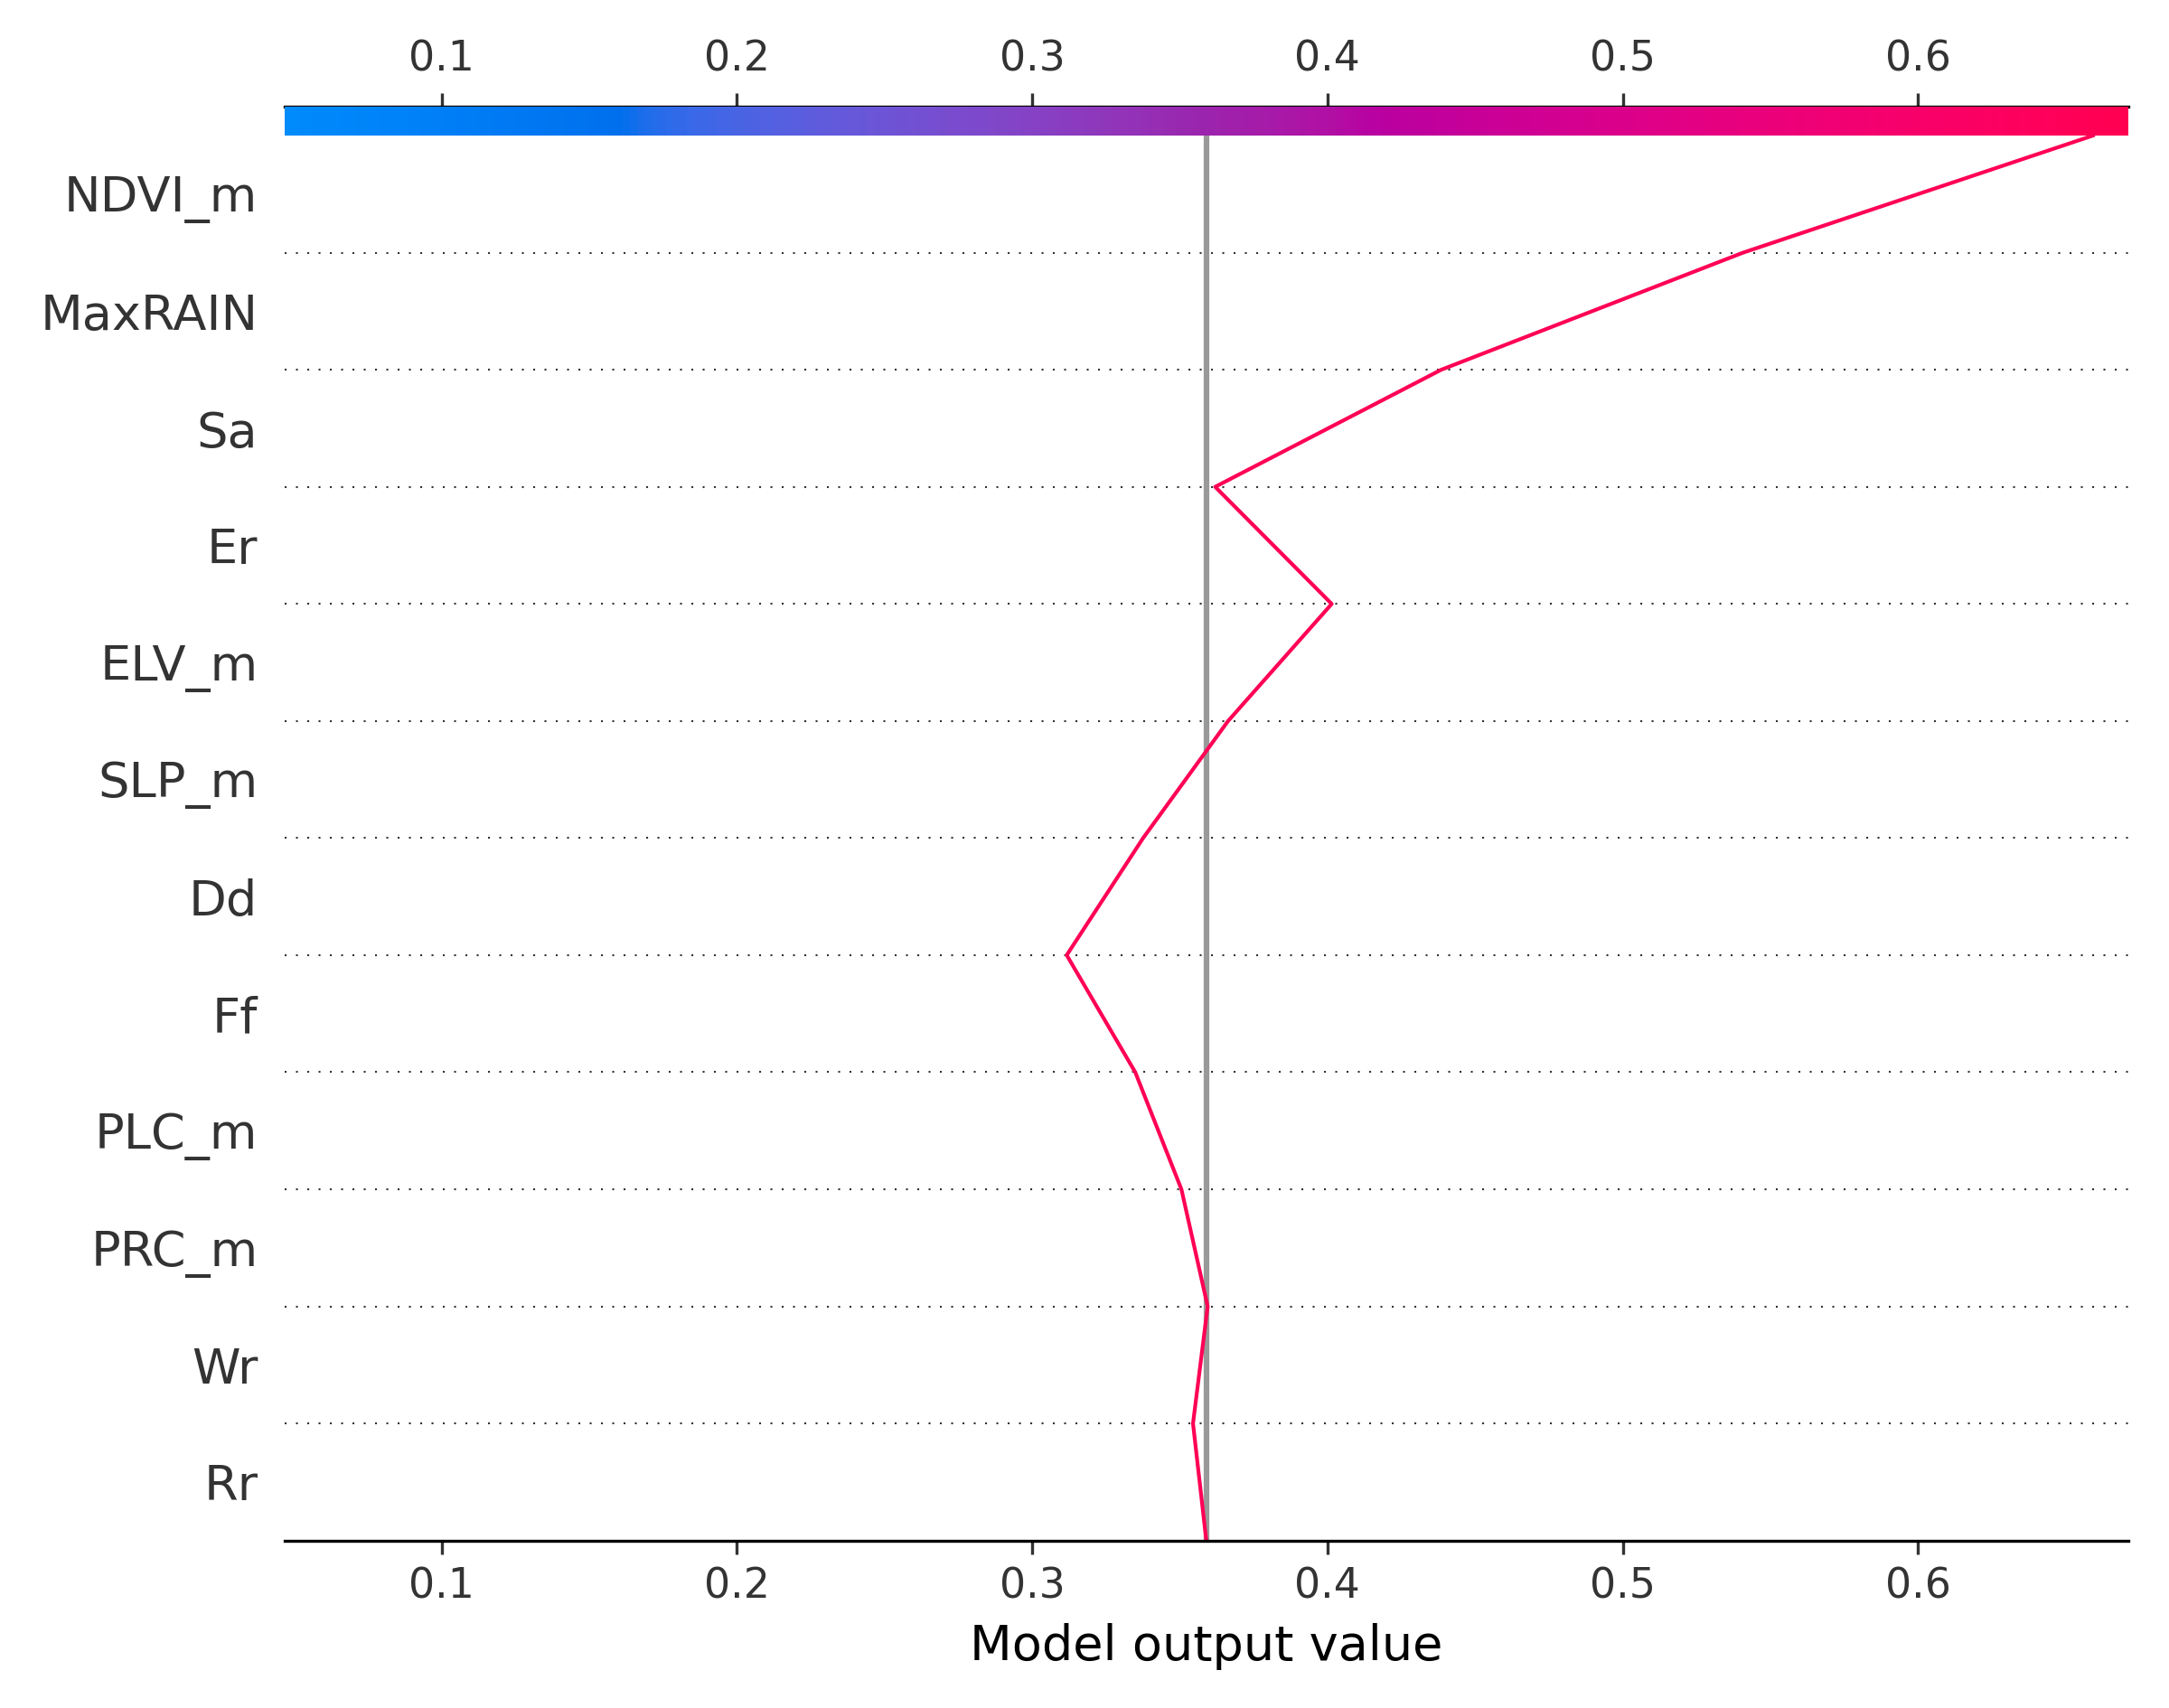 0.1 0.2 0.3 0.4 0.5 0.6
NDVI_m
MaxRAIN
Sa
Er
ELV_m
SLP_m
Dd
Ff
PLC_m
PRC_m
Wr
Rr
0.1 0.2 0.3 0.4 0.5 0.6
Model output value